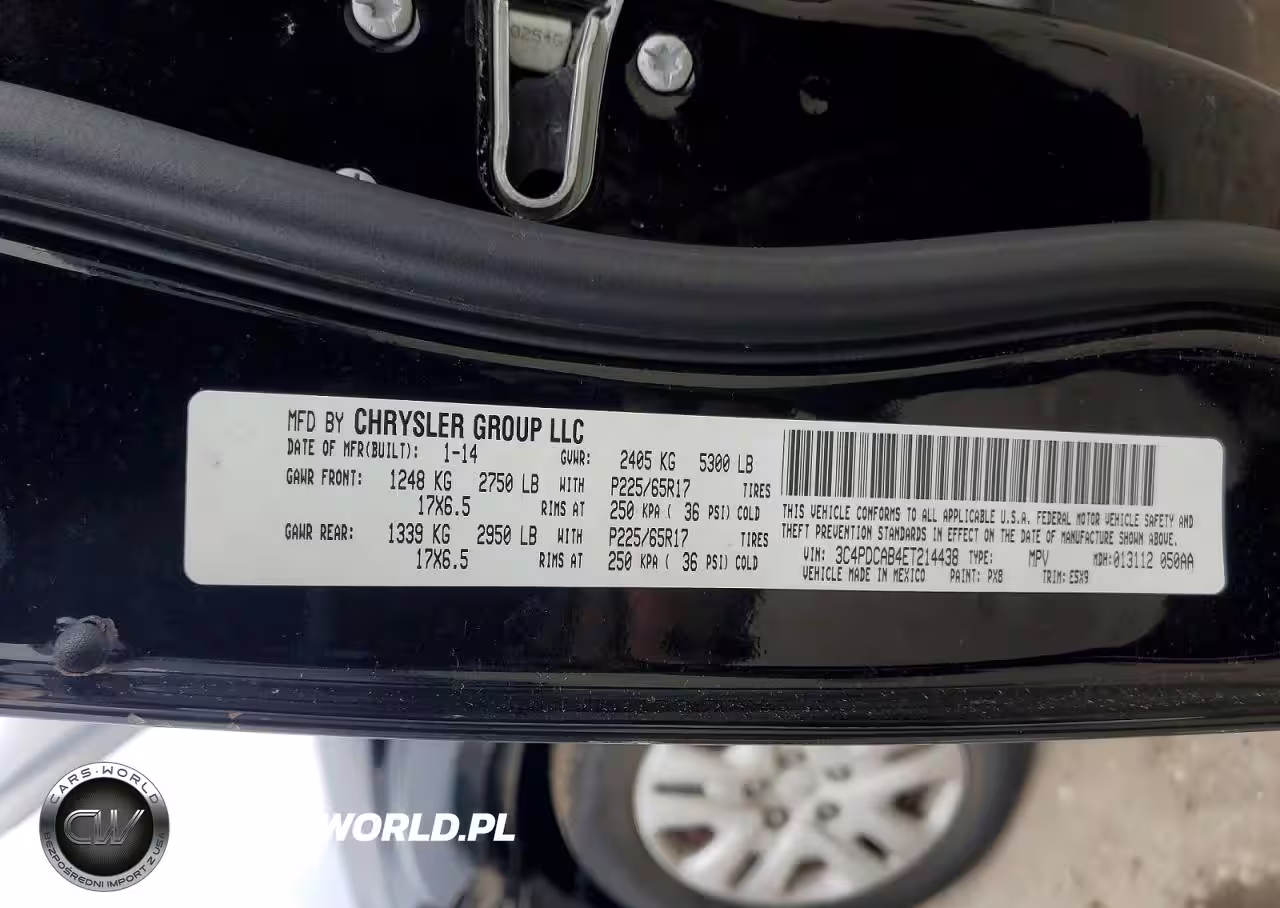 0254G
MFD BY CHRYSLER GROUP LLC
DATE OF MFR(BUILT): 1-14 GVWR: 2405 KG 5300 LB
GAWR FRONT: 1248 KG 2750 LB WITH P225/65R17 TIRES
17X6.5 RIMS AT 250 KPA ( 36 PSI) COLD
GAWR REAR: 1339 KG 2950 LB WITH P225/65R17 TIRES
17X6.5 RIMS AT 250 KPA ( 36 PSI) COLD
THIS VEHICLE CONFORMS TO ALL APPLICABLE U.S.A. FEDERAL MOTOR VEHICLE SAFETY AND
THEFT PREVENTION STANDARDS IN EFFECT ON THE DATE OF MANUFACTURE SHOWN ABOVE.
VIN: 3C4PDCAB4ET214438 TYPE: MPV MDH:013112 050AA
VEHICLE MADE IN MEXICO PAINT: PX8 TRIM: E5X9
CARS-WORLD
CW
BEZPOŚREDNI IMPORT Z USA
WORLD.PL